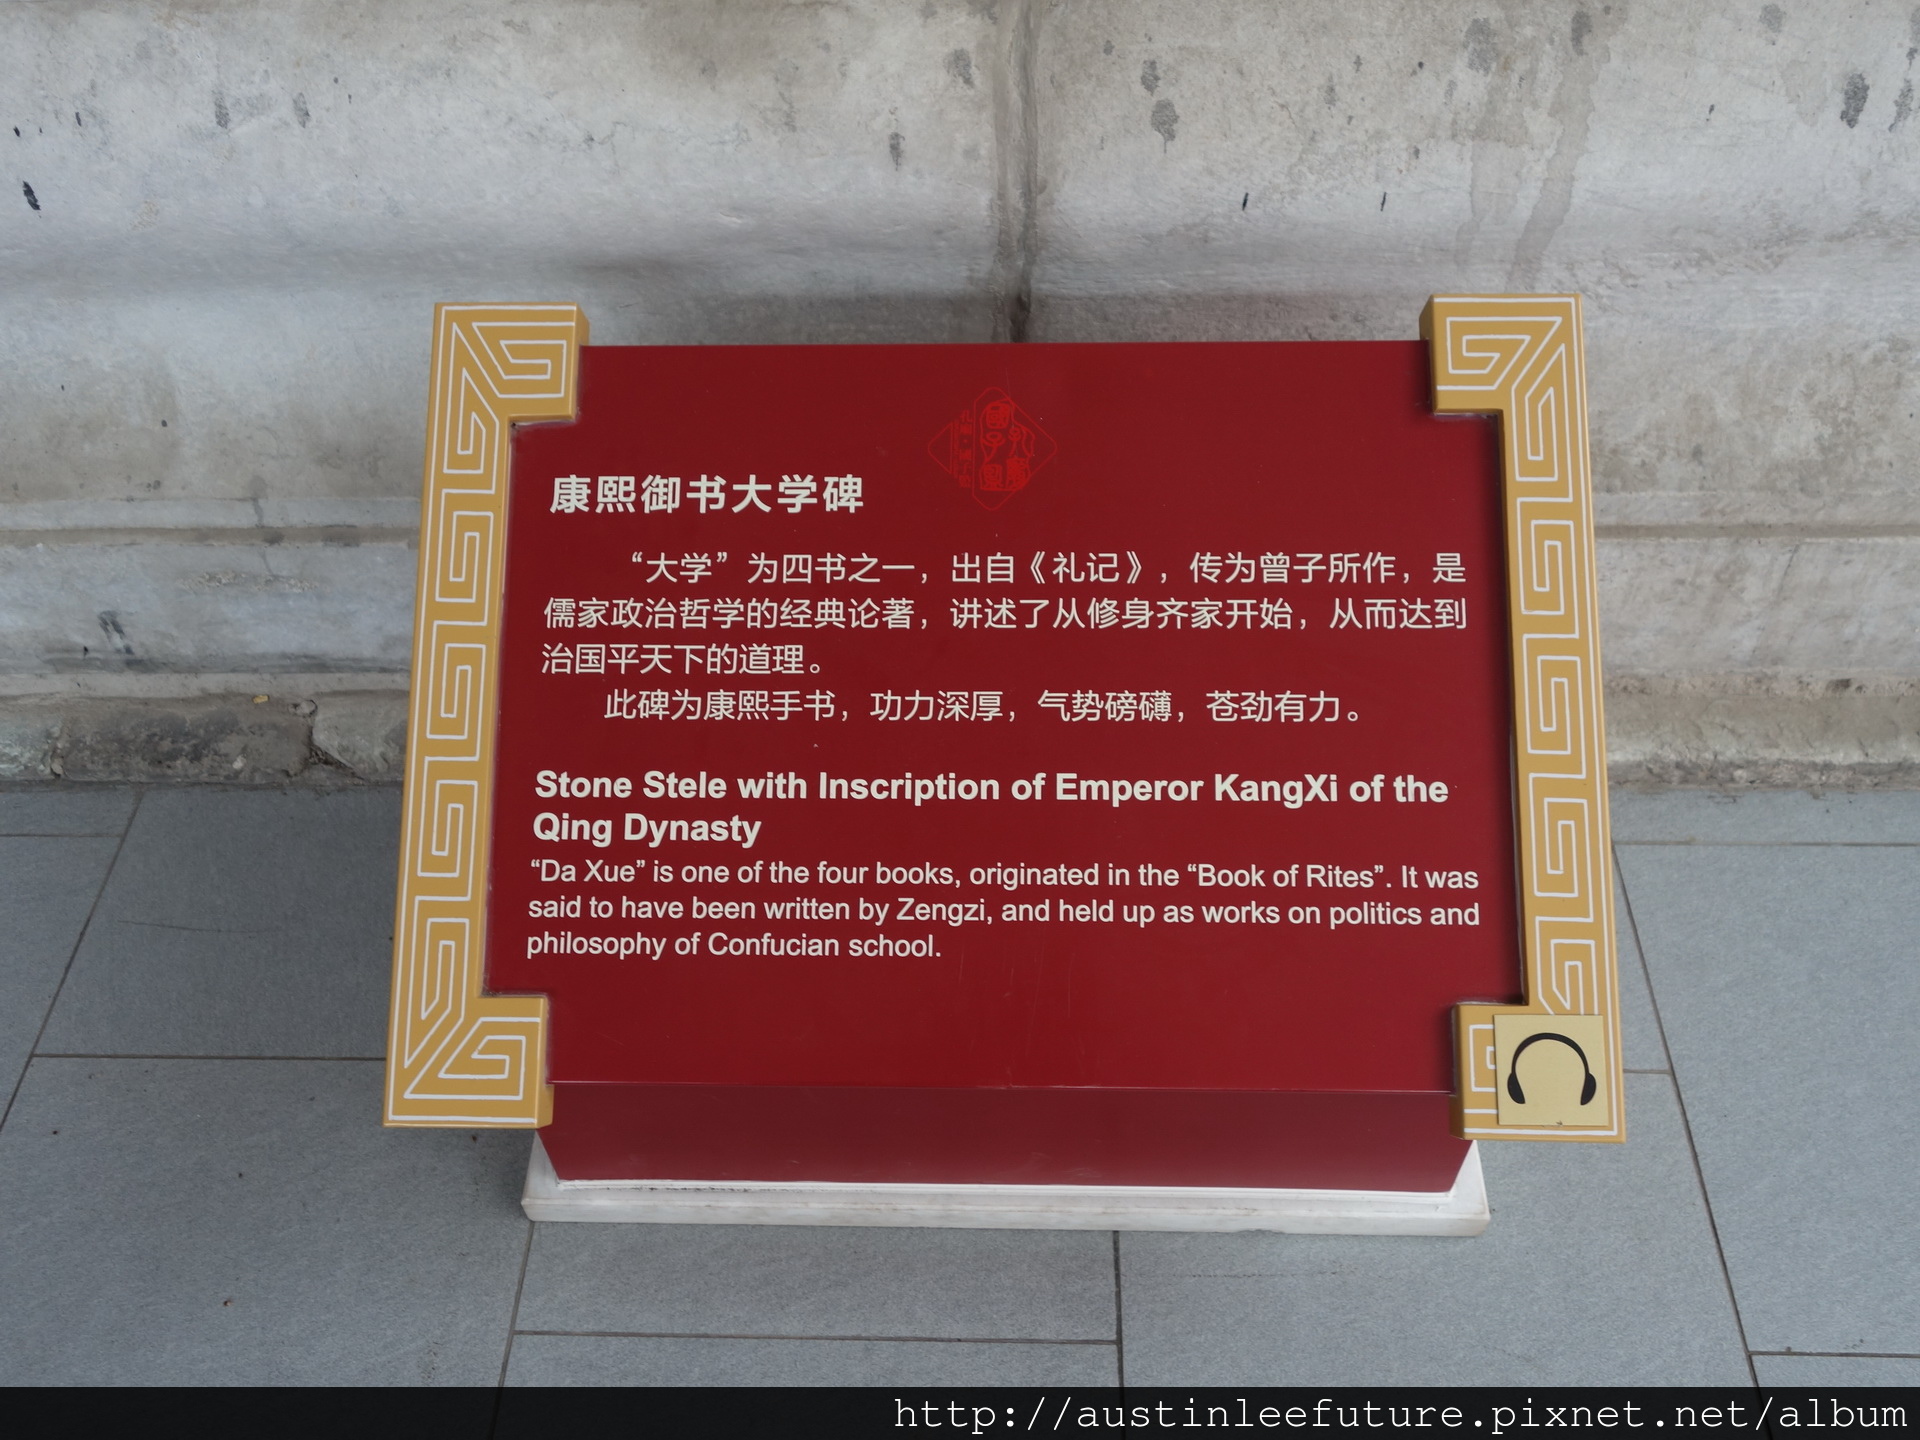 康熙御书大学碑
“大学”为四书之一，出自《礼记》，传为曾子所作，是
儒家政治哲学的经典论著，讲述了从修身齐家开始，从而达到
治国平天下的道理。
此碑为康熙手书，功力深厚，气势磅礴，苍劲有力。
Stone Stele with Inscription of Emperor KangXi of the
Qing Dynasty
“Da Xue” is one of the four books, originated in the “Book of Rites”. It was
said to have been written by Zengzi, and held up as works on politics and
philosophy of Confucian school.
http://austinleefuture.pixnet.net/album